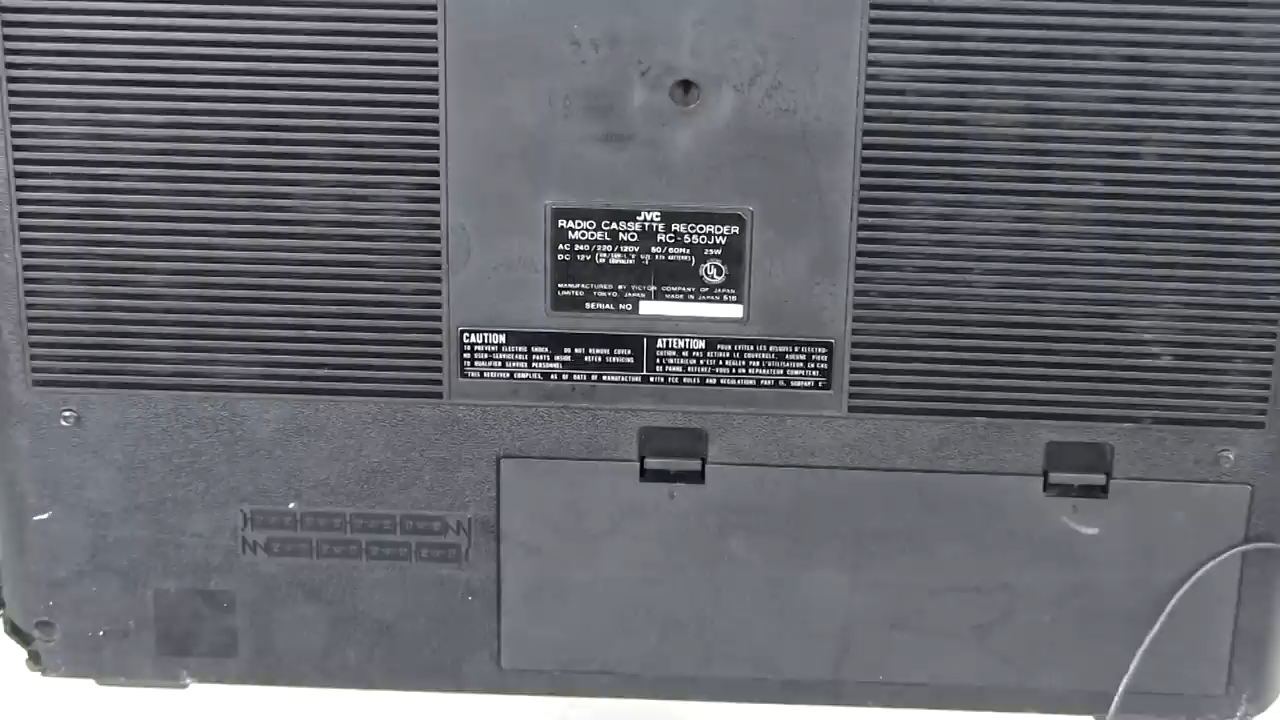 JVC
RADIO CASSETTE RECORDER
MODEL NO. RC-550JW
AC 240/220/120V 50/60Hz 25W
DC 12V
UL
MANUFACTURED BY VICTOR COMPANY OF JAPAN
LIMITED. TOKYO, JAPAN MADE IN JAPAN 516
SERIAL NO
CAUTION
TO PREVENT ELECTRIC SHOCK, DO NOT REMOVE COVER.
NO USER-SERVICEABLE PARTS INSIDE. REFER SERVICING
TO QUALIFIED SERVICE PERSONNEL
ATTENTION POUR EVITER LES RISQUES D'ELECTRO-
CUTION, NE PAS RETIRER LE COUVERCLE. AUCUNE PIECE
A L'INTERIEUR N'EST A REGLER PAR L'UTILISATEUR. EN CAS
DE PANNE, REFEREZ-VOUS A UN REPARATEUR COMPETENT.
"THIS RECEIVER COMPLIES, AS OF DATE OF MANUFACTURE WITH FCC RULES AND REGULATIONS PART 15, SUBPART C"